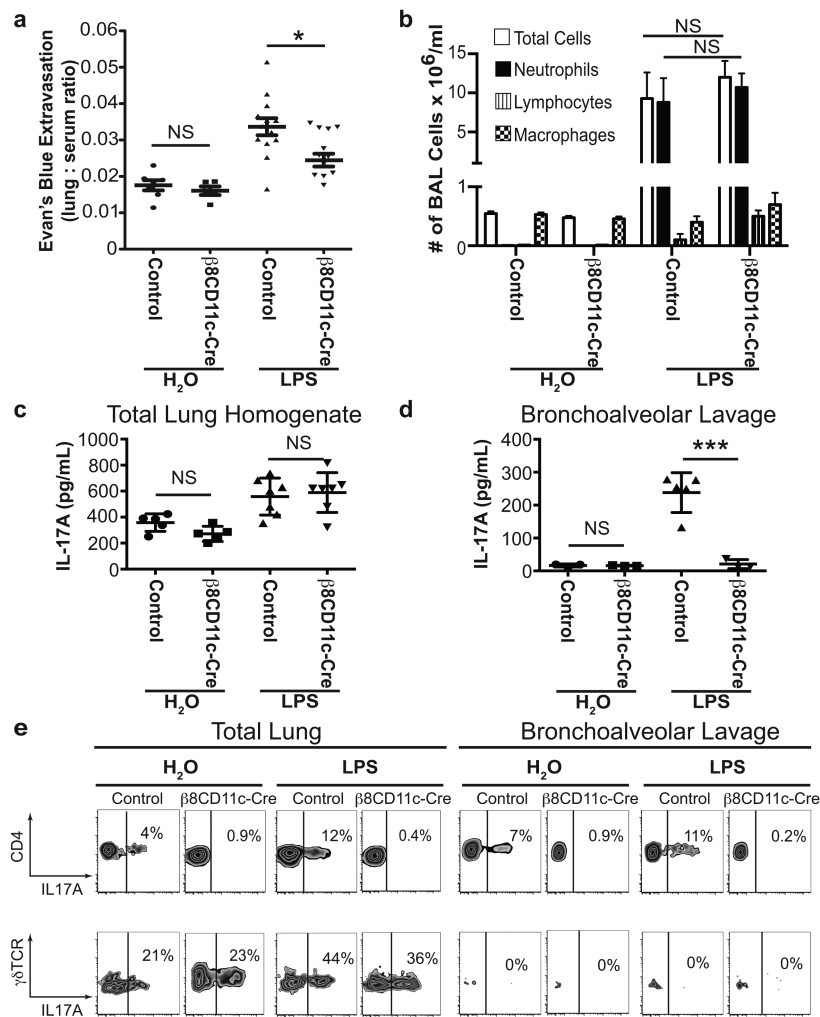 a
Evan's Blue Extravasation
(lung : serum ratio)
0.06
0.05
0.04
0.03
0.02
0.01
0
NS
*
Control
β8CD11c-Cre
Control
β8CD11c-Cre
H2O
LPS
b
# of BAL Cells x 10^6/ml
15
10
5
1
0
Total Cells
Neutrophils
Lymphocytes
Macrophages
NS
NS
Control
β8CD11c-Cre
Control
β8CD11c-Cre
H2O
LPS
c
Total Lung Homogenate
IL-17A (pg/mL)
1000
800
600
400
200
0
NS
NS
Control
β8CD11c-Cre
Control
β8CD11c-Cre
H2O
LPS
d
Bronchoalveolar Lavage
IL-17A (pg/mL)
400
300
200
100
0
NS
***
Control
β8CD11c-Cre
Control
β8CD11c-Cre
H2O
LPS
e
Total Lung
Bronchoalveolar Lavage
H2O
LPS
H2O
LPS
Control β8CD11c-Cre Control β8CD11c-Cre Control β8CD11c-Cre Control β8CD11c-Cre
CD4
4% 0.9% 12% 0.4% 7% 0.9% 11% 0.2%
IL17A
γδTCR
21% 23% 44% 36% 0% 0% 0% 0%
IL17A